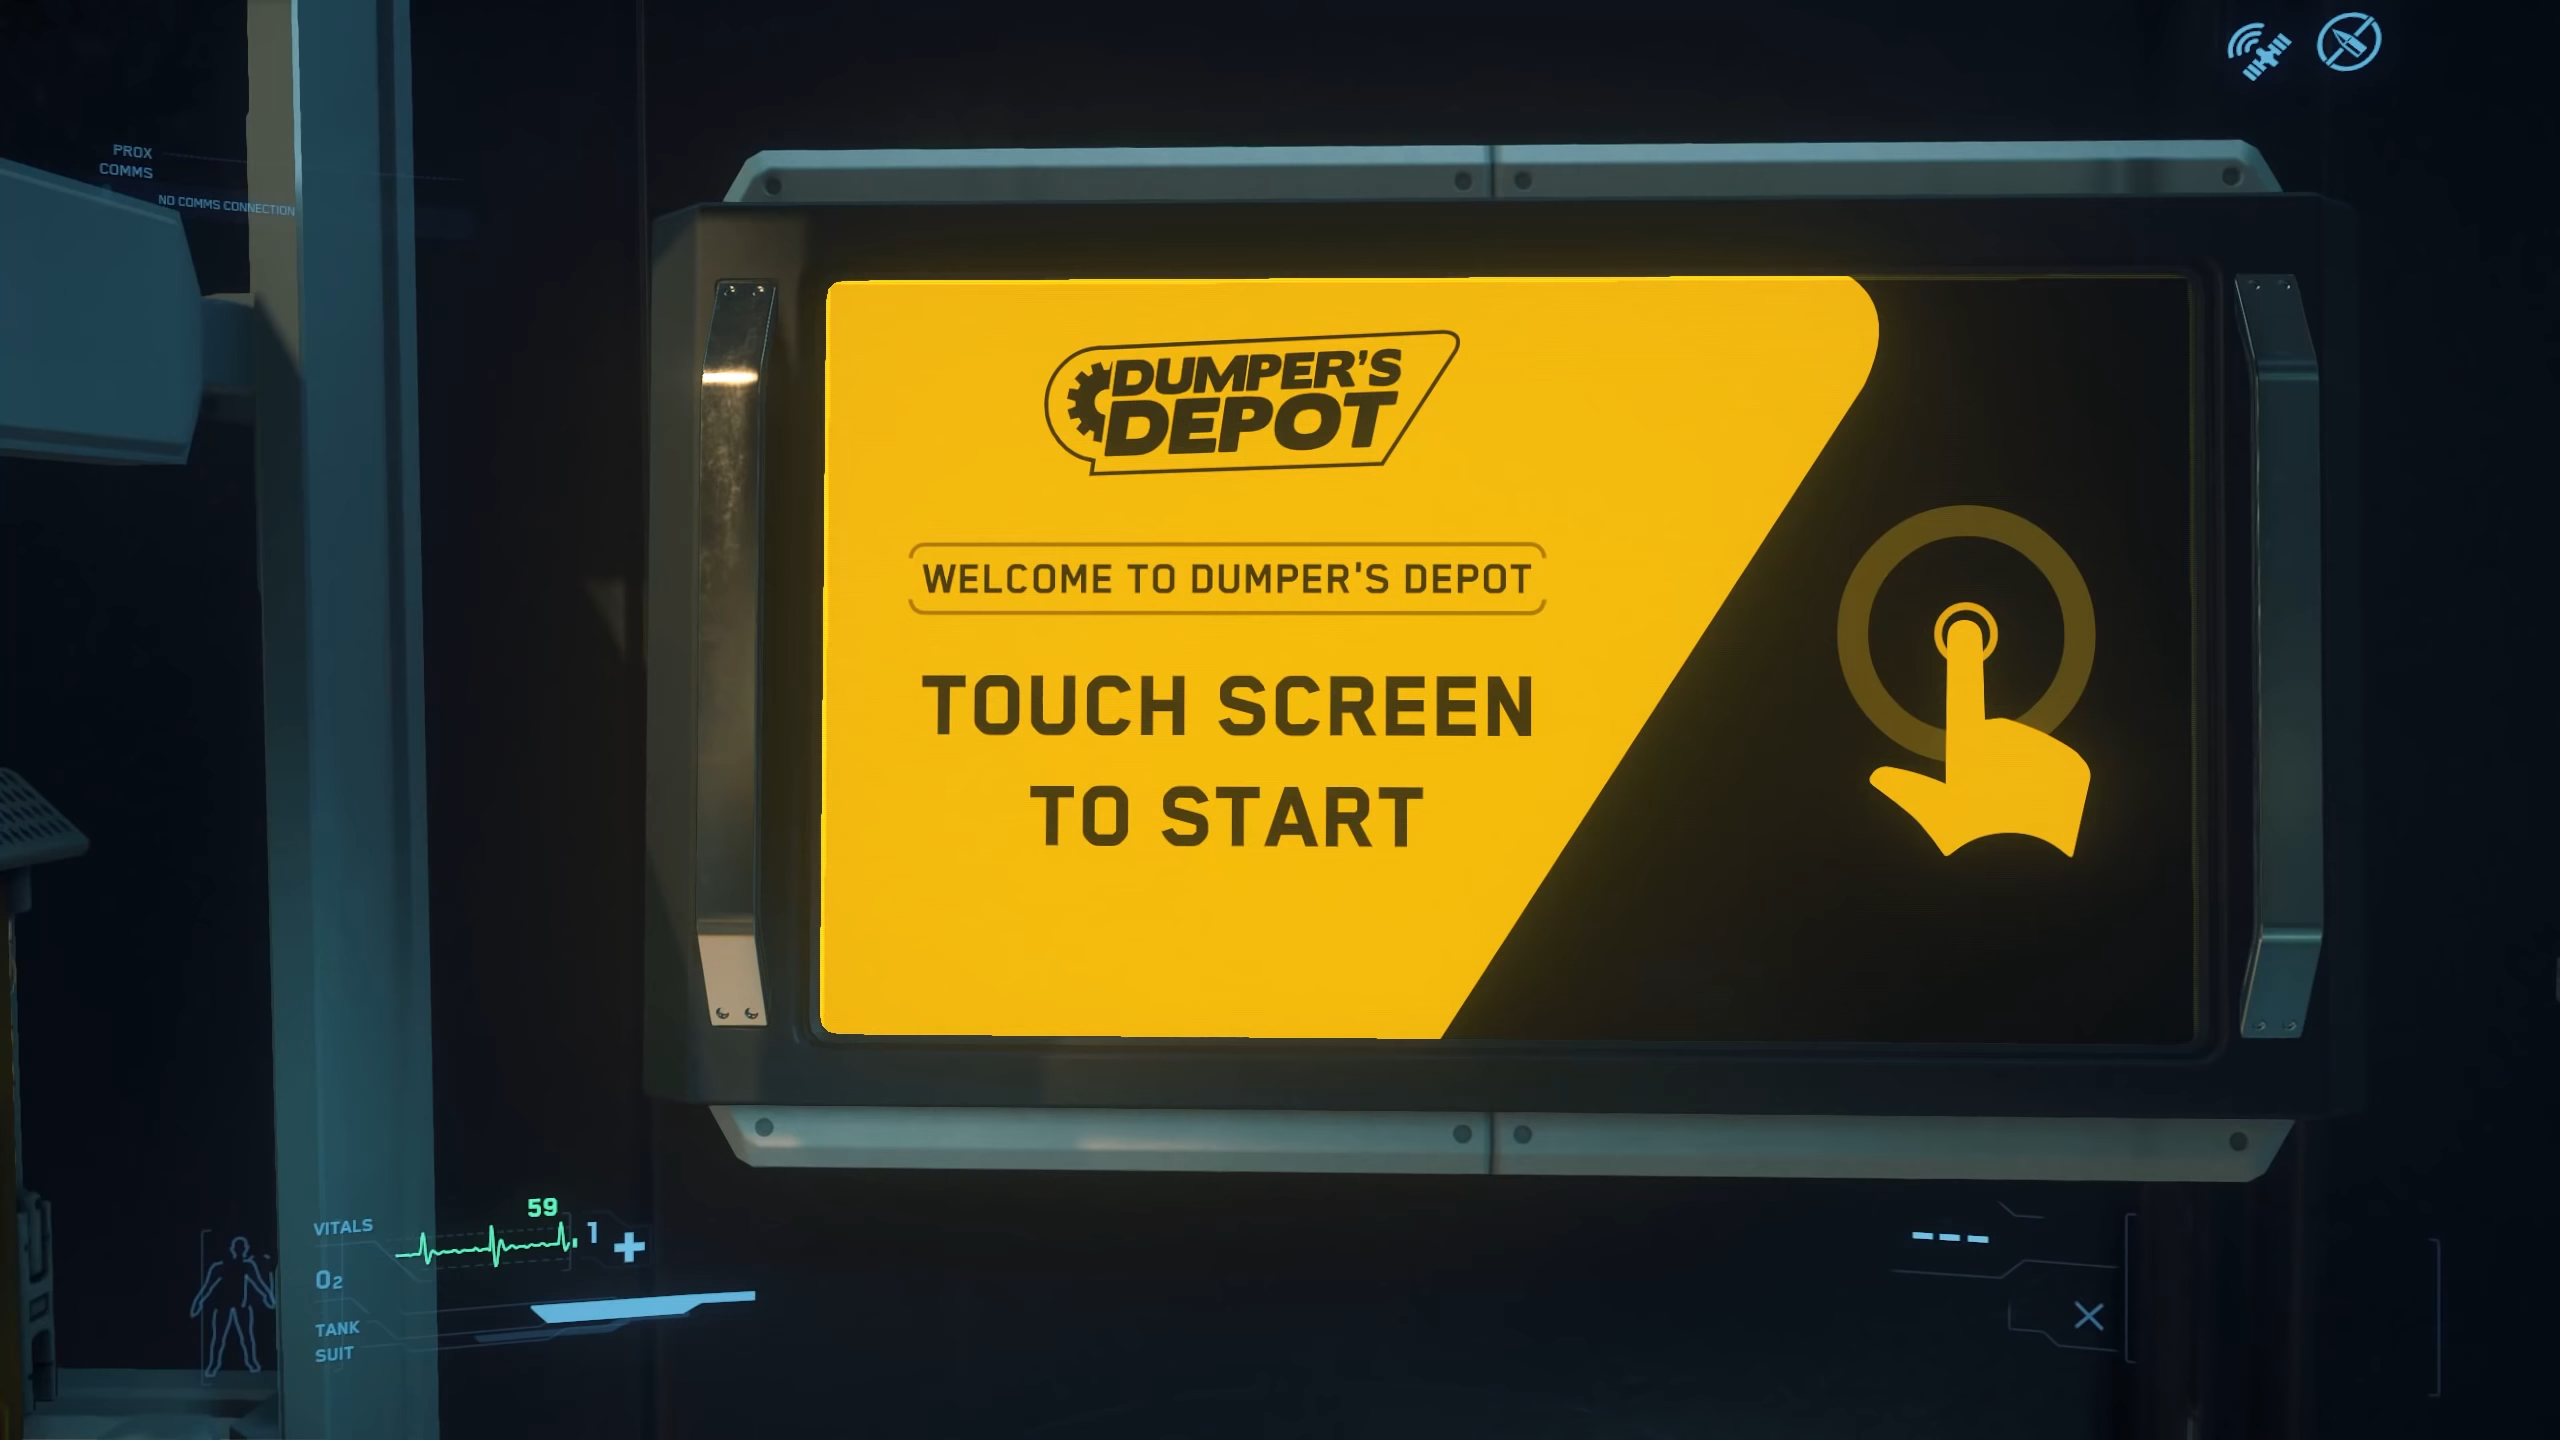 PROX
COMMS
NO COMMS CONNECTION
DUMPER'S
DEPOT
WELCOME TO DUMPER'S DEPOT
TOUCH SCREEN
TO START
59
VITALS
1
O₂
TANK
SUIT